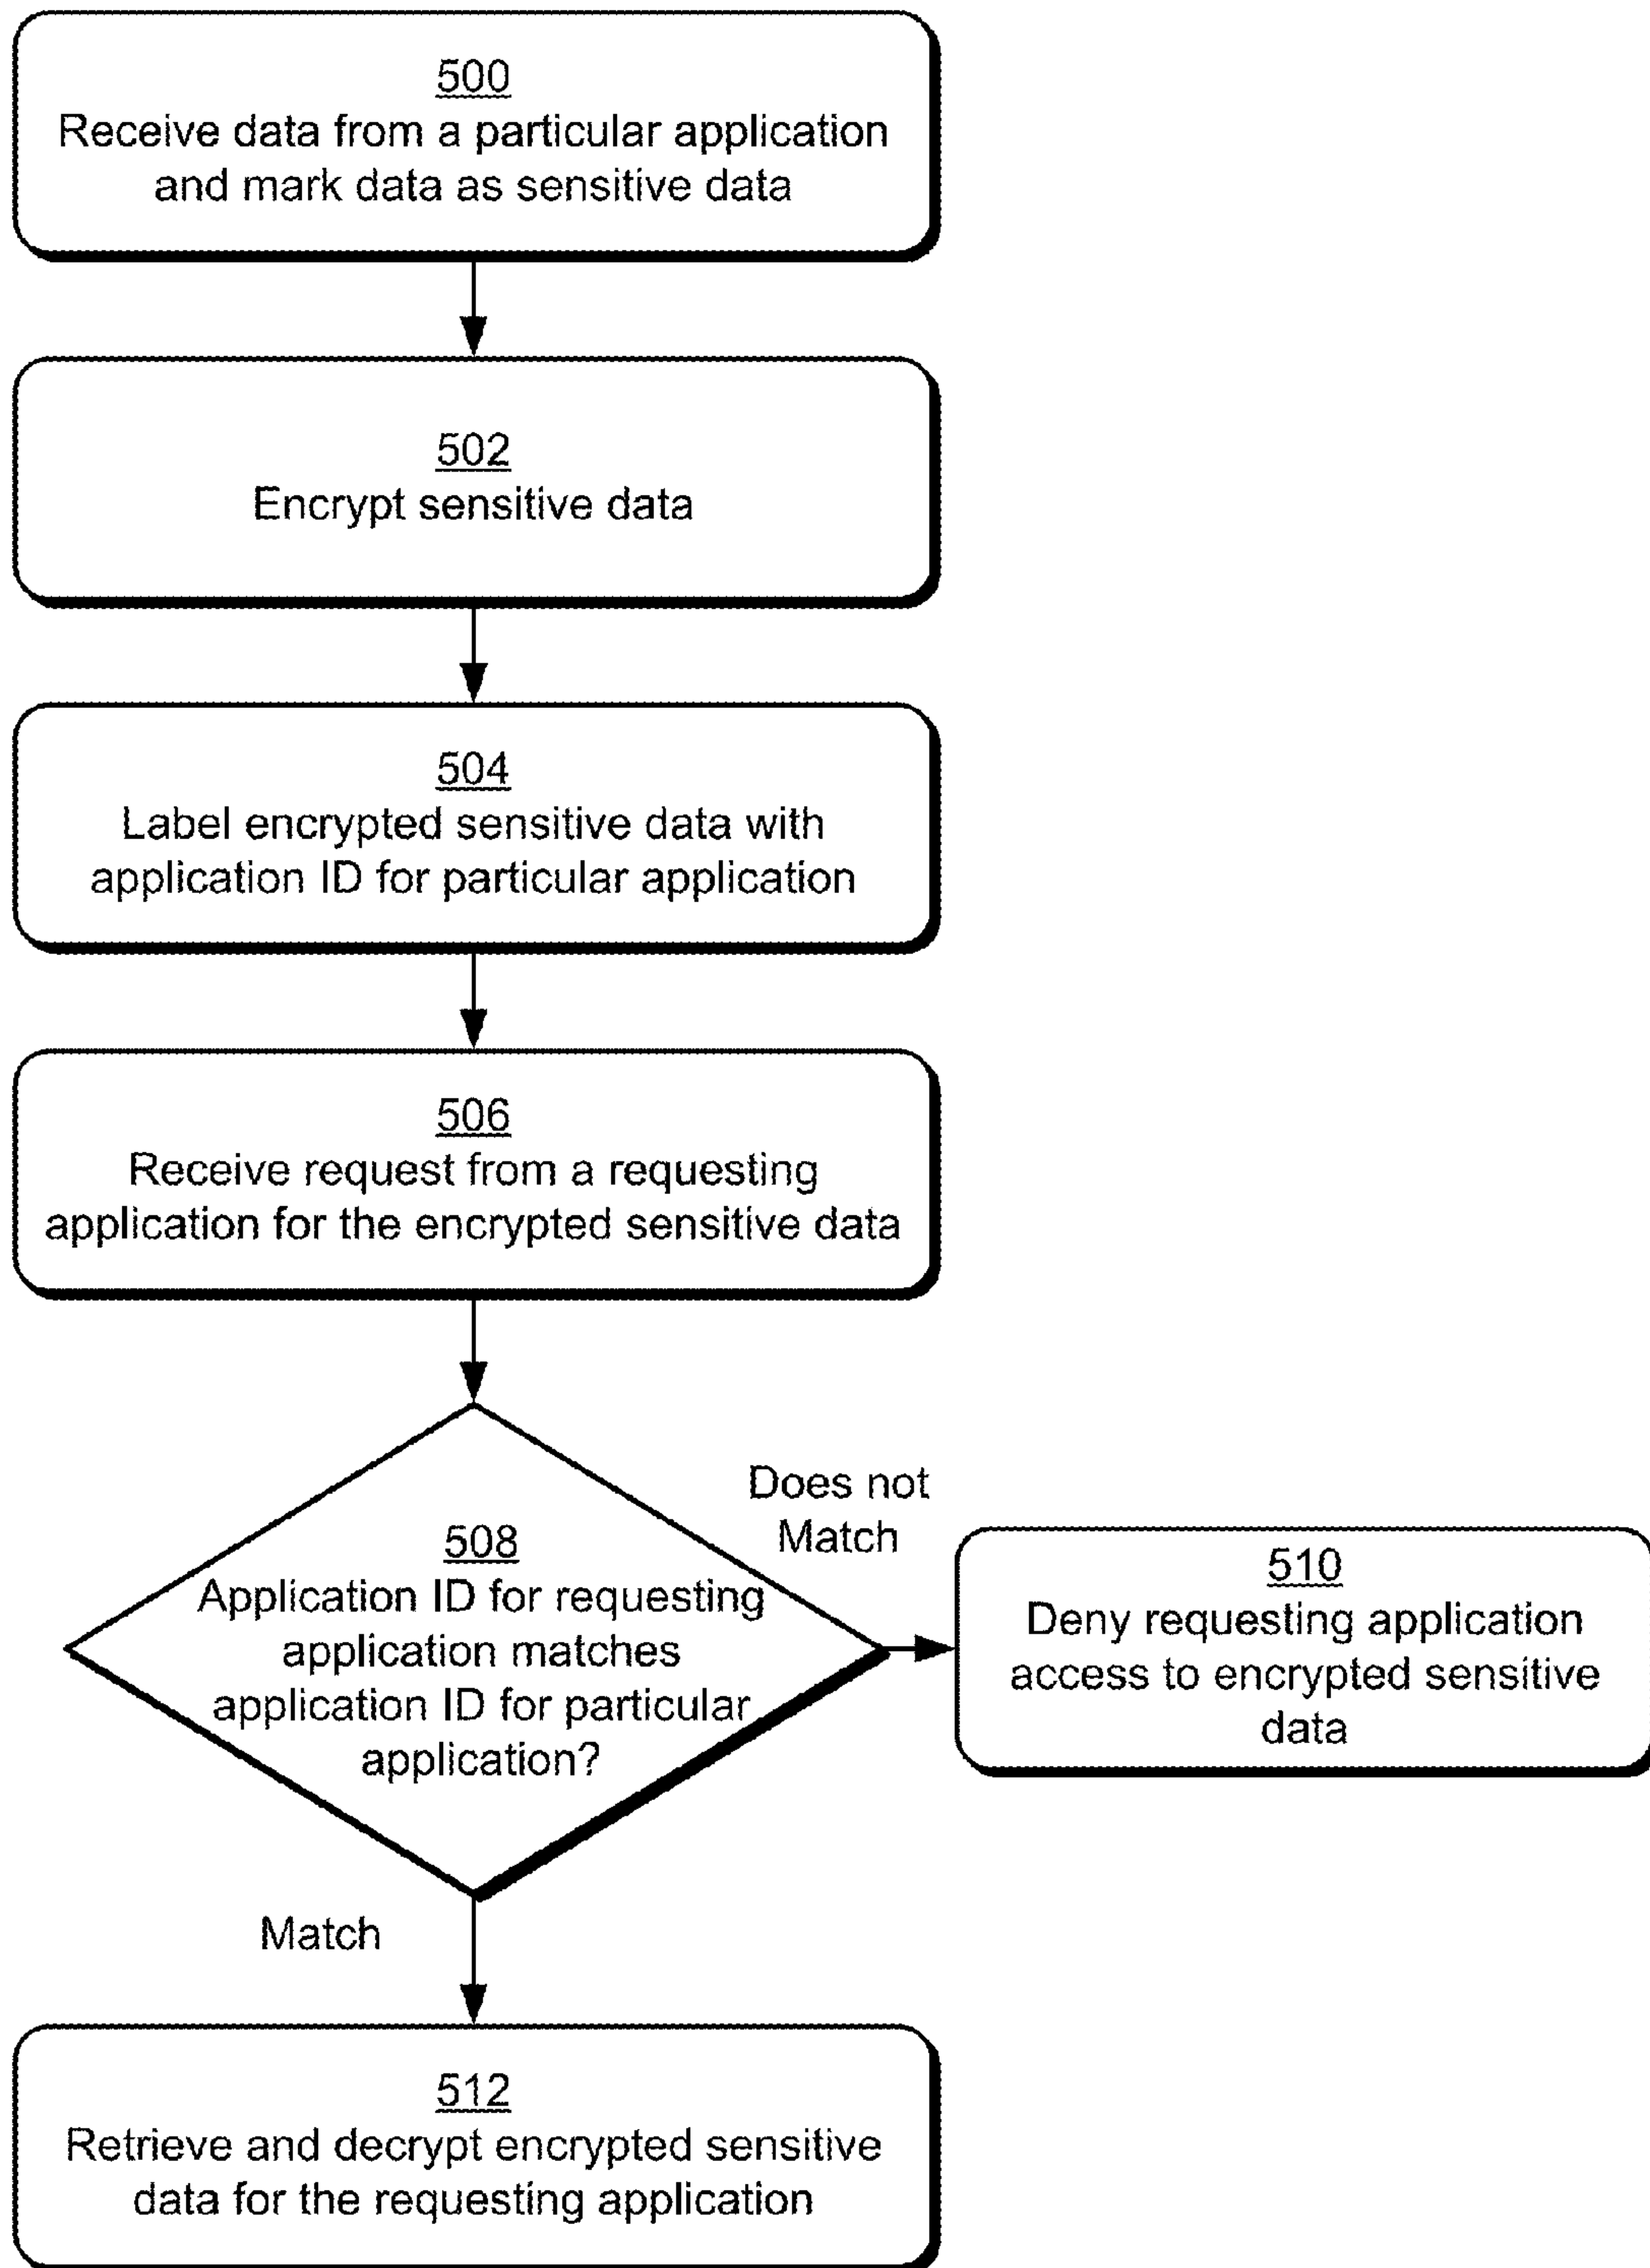 500
Receive data from a particular application
and mark data as sensitive data
502
Encrypt sensitive data
504
Label encrypted sensitive data with
application ID for particular application
506
Receive request from a requesting
application for the encrypted sensitive data
508
Application ID for requesting
application matches
application ID for particular
application?
Does not
Match
510
Deny requesting application
access to encrypted sensitive
data
Match
512
Retrieve and decrypt encrypted sensitive
data for the requesting application